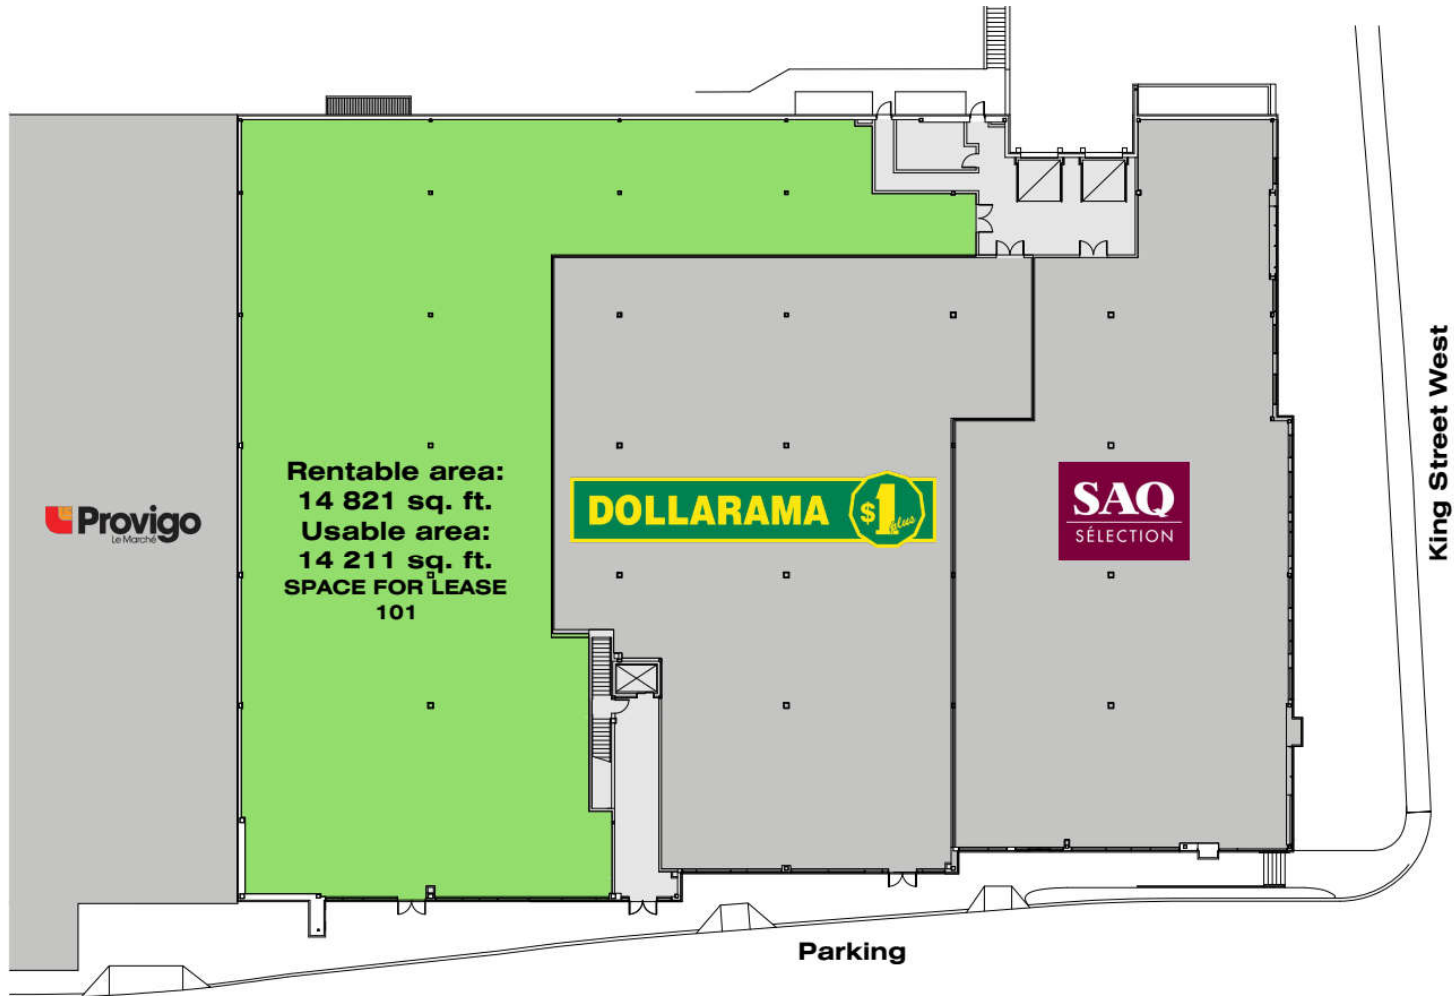 Rentable area:
14 821 sq. ft.
Usable area:
14 211 sq. ft.
SPACE FOR LEASE
101
Provigo
Le Marché
DOLLARAMA $1 plus
SAQ
SÉLECTION
King Street West
Parking